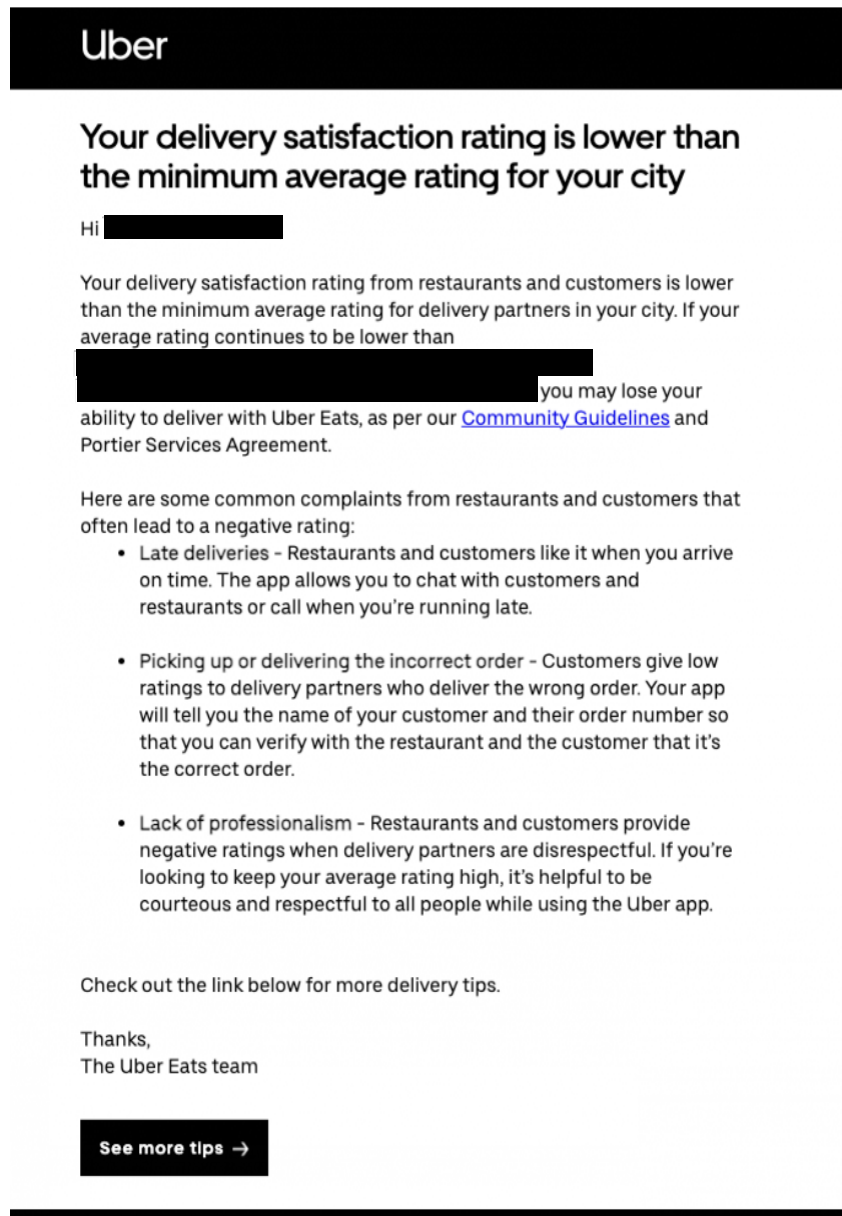 Uber
Your delivery satisfaction rating is lower than
the minimum average rating for your city
Hi
Your delivery satisfaction rating from restaurants and customers is lower
than the minimum average rating for delivery partners in your city. If your
average rating continues to be lower than
you may lose your
ability to deliver with Uber Eats, as per our Community Guidelines and
Portier Services Agreement.
Here are some common complaints from restaurants and customers that
often lead to a negative rating:
• Late deliveries - Restaurants and customers like it when you arrive
on time. The app allows you to chat with customers and
restaurants or call when you’re running late.
• Picking up or delivering the incorrect order - Customers give low
ratings to delivery partners who deliver the wrong order. Your app
will tell you the name of your customer and their order number so
that you can verify with the restaurant and the customer that it’s
the correct order.
• Lack of professionalism - Restaurants and customers provide
negative ratings when delivery partners are disrespectful. If you’re
looking to keep your average rating high, it’s helpful to be
courteous and respectful to all people while using the Uber app.
Check out the link below for more delivery tips.
Thanks,
The Uber Eats team
See more tips →